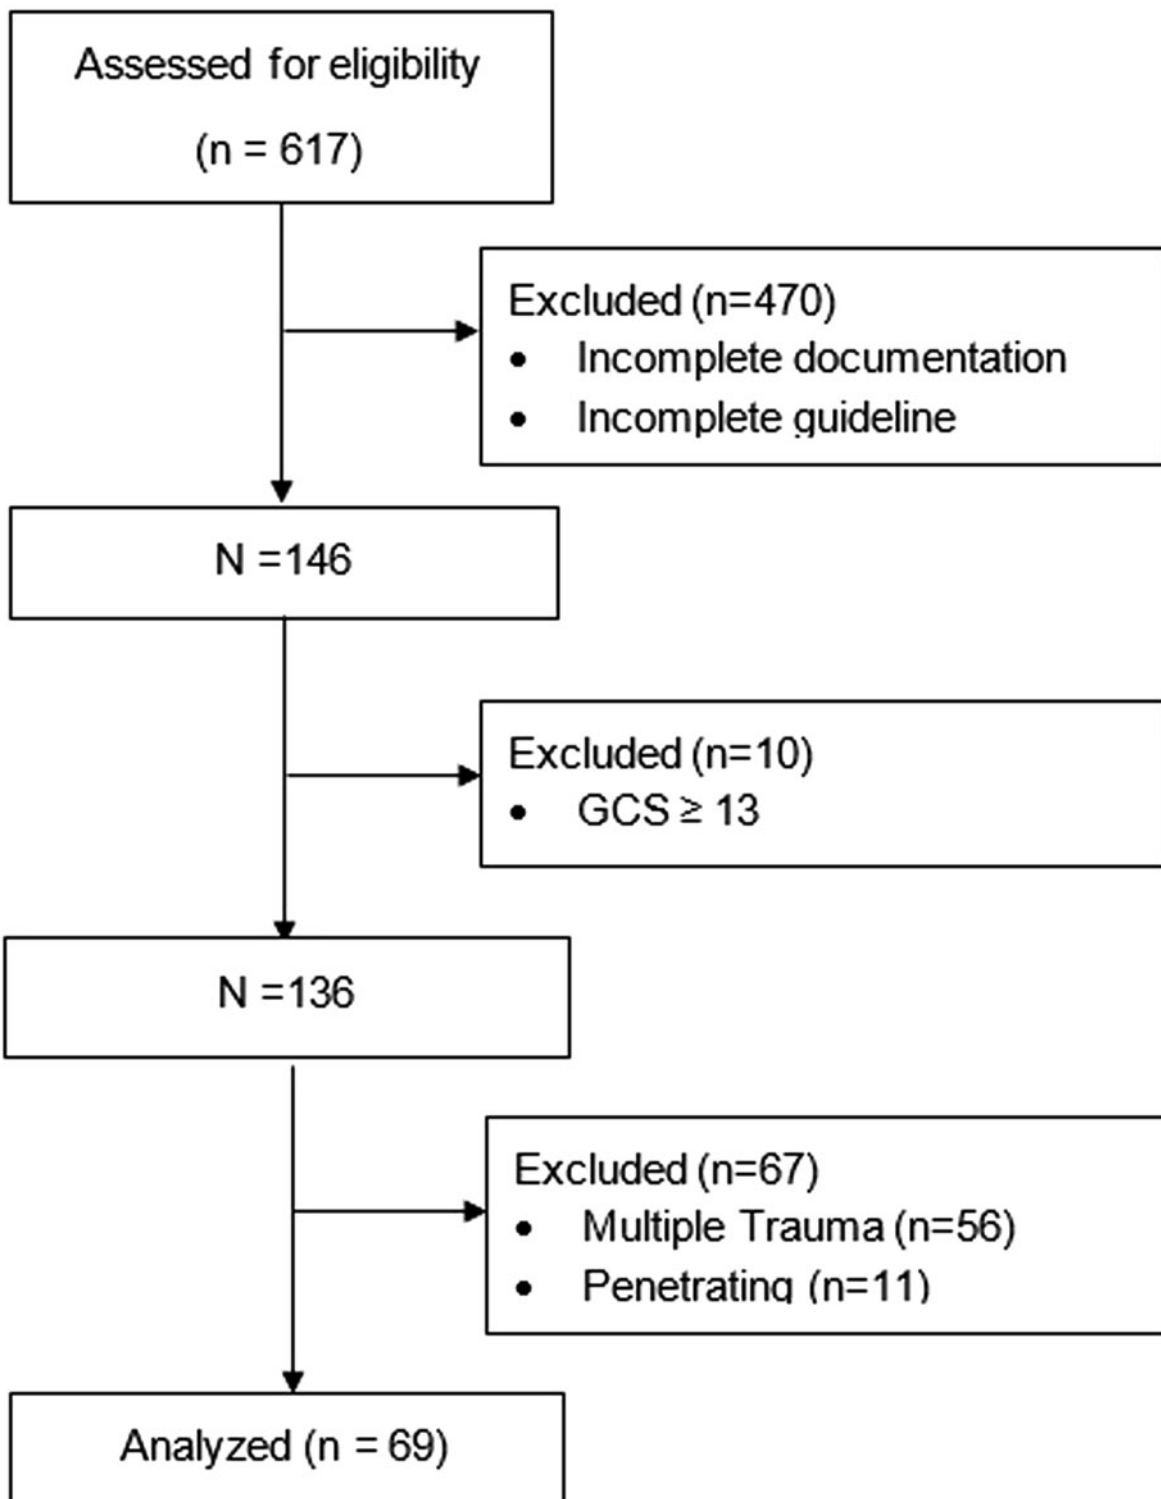 Assessed for eligibility
(n = 617)
Excluded (n=470)
• Incomplete documentation
• Incomplete guideline
N =146
Excluded (n=10)
• GCS ≥ 13
N =136
Excluded (n=67)
• Multiple Trauma (n=56)
• Penetrating (n=11)
Analyzed (n = 69)